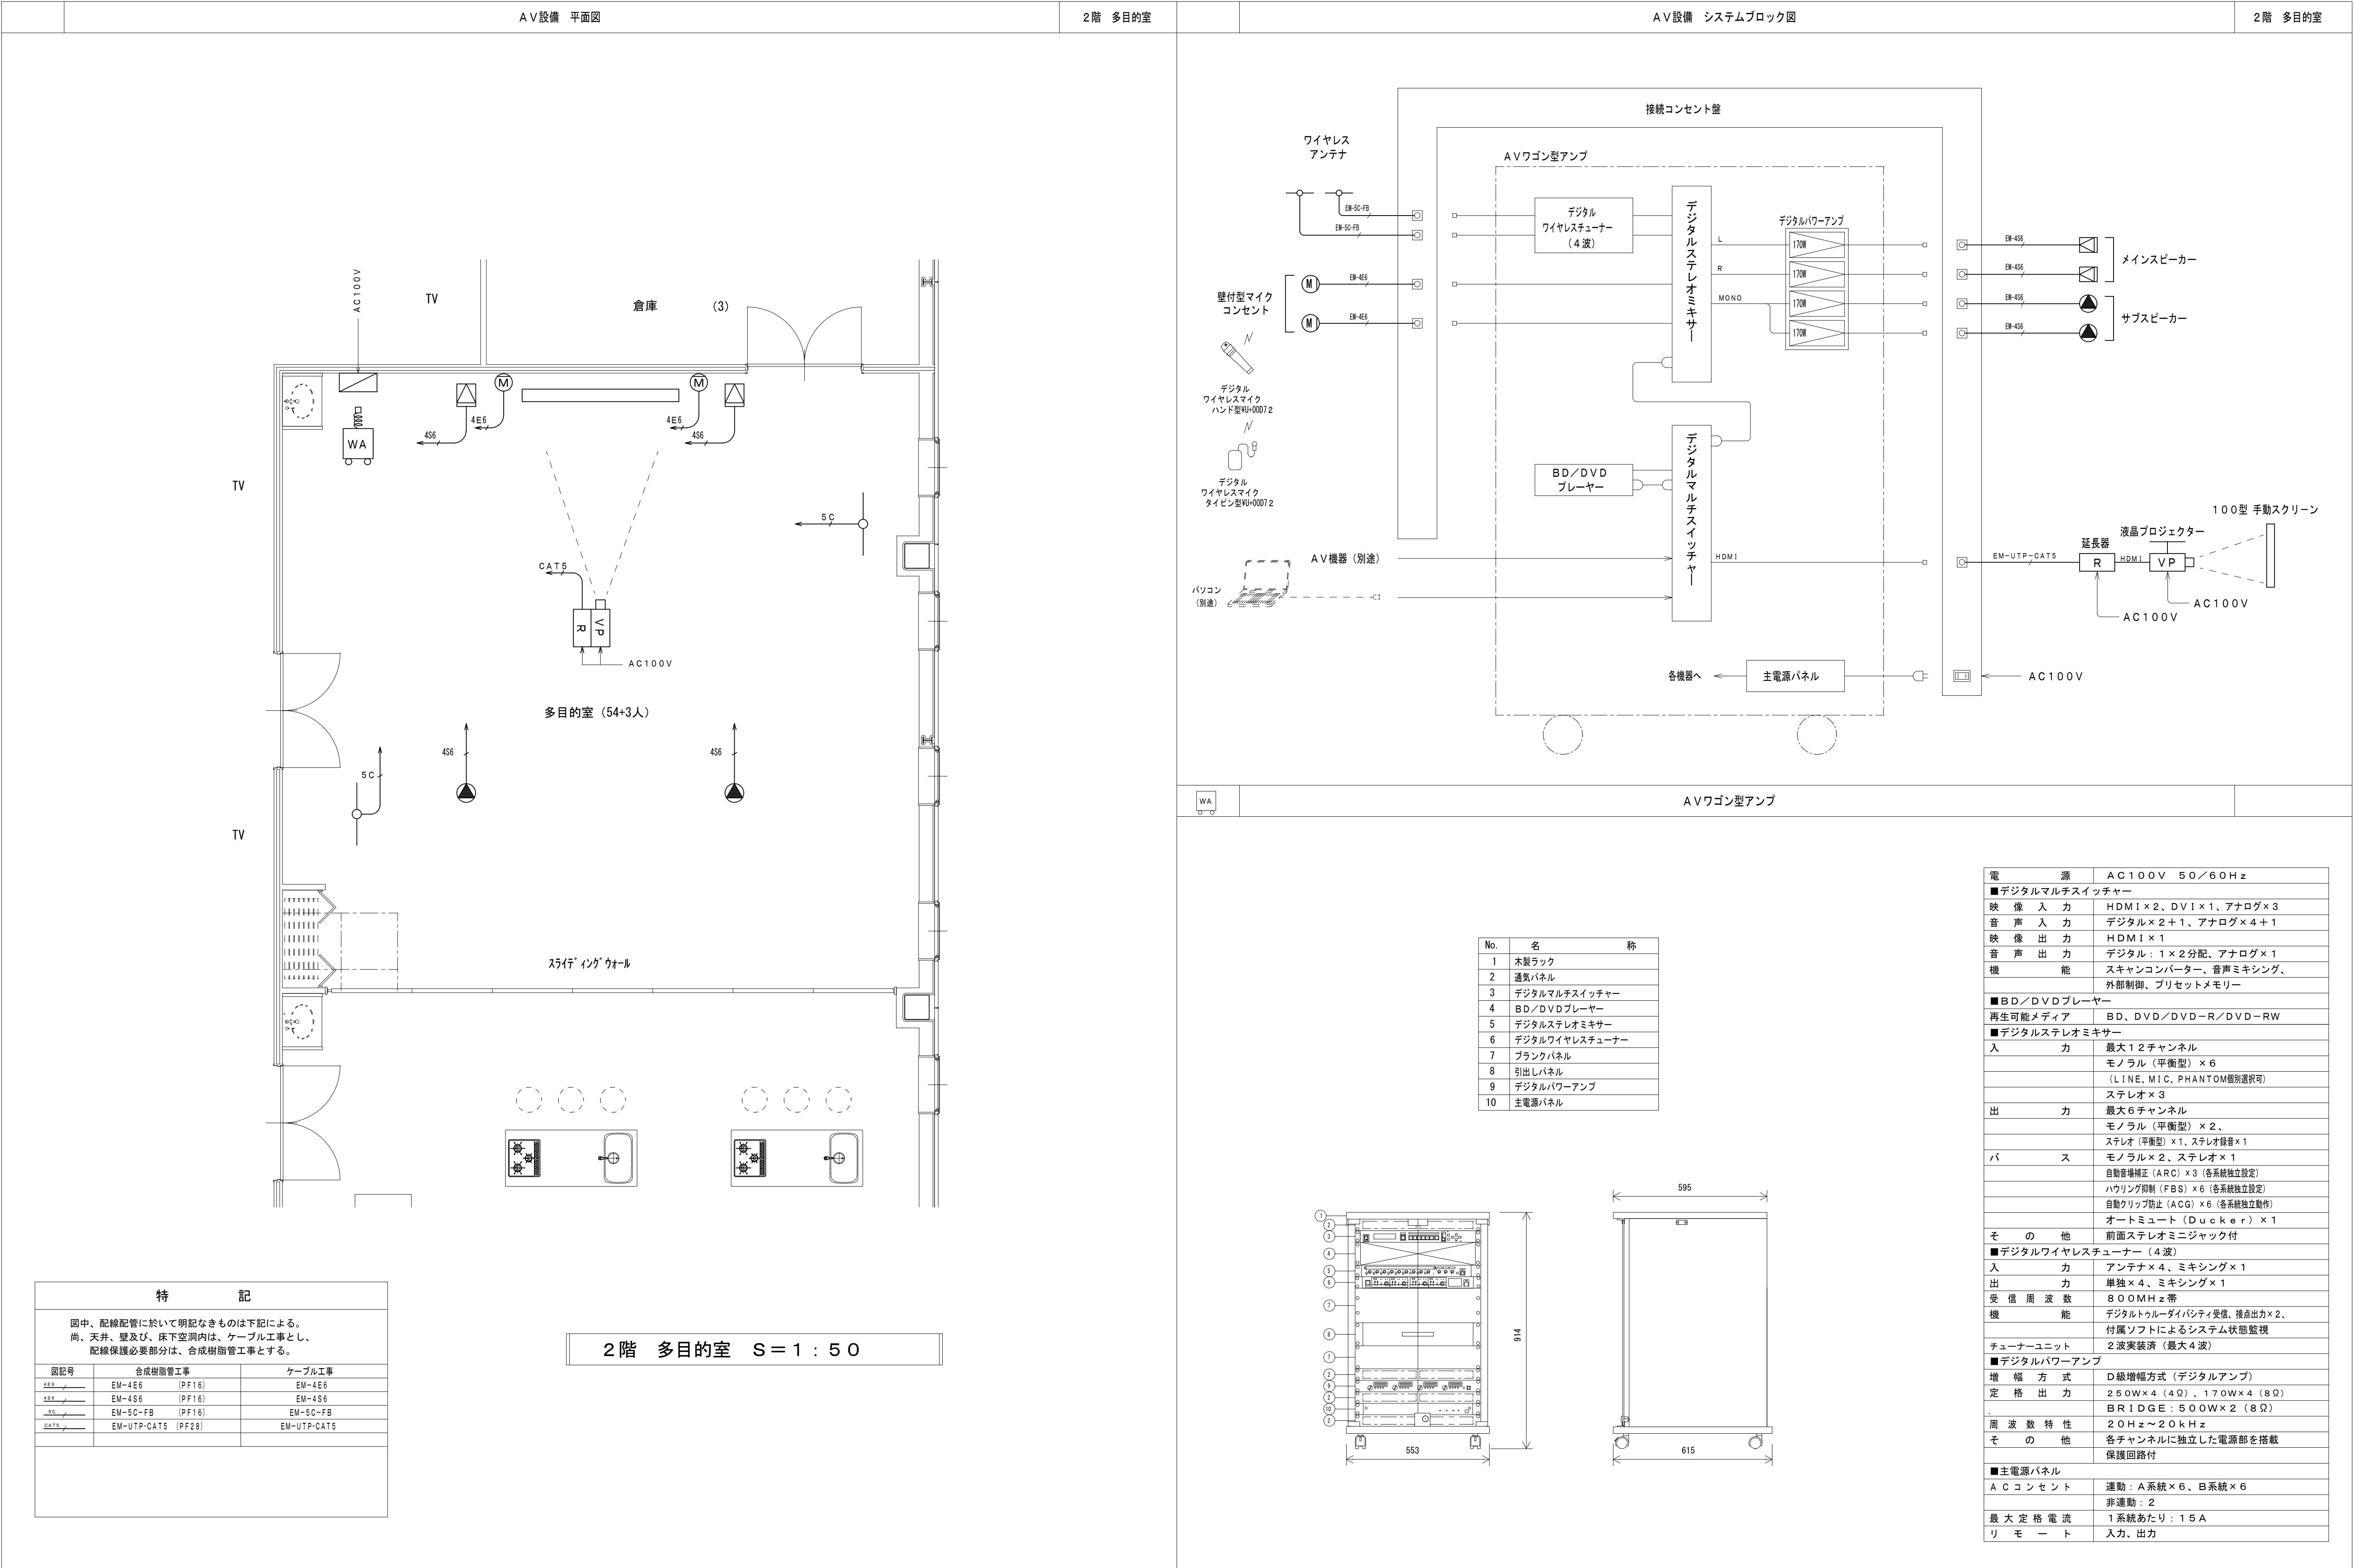 ＡＶ設備　平面図
２階　多目的室
AC100V
TV
倉庫
(3)
WA
4S6
4E6
M
M
4E6
4S6
TV
5C
CAT5
R
VP
AC100V
多目的室（54+3人）
4S6
4S6
5C
TV
スライディングウォール
特　記
図中、配線配管に於いて明記なきものは下記による。
尚、天井、壁及び、床下空洞内は、ケーブル工事とし、
配線保護必要部分は、合成樹脂管工事とする。
図記号　合成樹脂管工事　ケーブル工事
4E6　EM-4E6　(PF16)　EM-4E6
4S6　EM-4S6　(PF16)　EM-4S6
5C　EM-5C-FB　(PF16)　EM-5C-FB
CAT5　EM-UTP-CAT5　(PF28)　EM-UTP-CAT5
２階　多目的室　Ｓ＝１：５０
ＡＶ設備　システムブロック図
２階　多目的室
接続コンセント盤
ワイヤレス
アンテナ
EM-5C-FB
EM-5C-FB
ＡＶワゴン型アンプ
デジタル
ワイヤレスチューナー
（４波）
デジタルステレオミキサー
L
R
MONO
デジタルパワーアンプ
170W
170W
170W
170W
EM-4S6
EM-4S6
EM-4S6
EM-4S6
メインスピーカー
サブスピーカー
壁付型マイク
コンセント
M
EM-4E6
M
EM-4E6
デジタル
ワイヤレスマイク
ハンド型¥U+00D7２
デジタル
ワイヤレスマイク
タイピン型¥U+00D7２
ＢＤ／ＤＶＤ
プレーヤー
デジタルマルチスイッチャー
HDMI
ＡＶ機器（別途）
パソコン
（別途）
EM-UTP-CAT5
延長器
R
HDMI
液晶プロジェクター
VP
１００型 手動スクリーン
AC100V
AC100V
各機器へ
主電源パネル
AC100V
WA
ＡＶワゴン型アンプ
No.　名　称
1　木製ラック
2　通気パネル
3　デジタルマルチスイッチャー
4　ＢＤ／ＤＶＤプレーヤー
5　デジタルステレオミキサー
6　デジタルワイヤレスチューナー
7　ブランクパネル
8　引出しパネル
9　デジタルパワーアンプ
10　主電源パネル
1
2
3
4
5
6
7
8
7
2
9
2
10
2
553
914
595
615
電源　ＡＣ１００Ｖ　５０／６０Ｈｚ
■デジタルマルチスイッチャー
映像入力　ＨＤＭＩ×２、ＤＶＩ×１、アナログ×３
音声入力　デジタル×２＋１、アナログ×４＋１
映像出力　ＨＤＭＩ×１
音声出力　デジタル：１×２分配、アナログ×１
機能　スキャンコンバーター、音声ミキシング、
外部制御、プリセットメモリー
■ＢＤ／ＤＶＤプレーヤー
再生可能メディア　ＢＤ、ＤＶＤ／ＤＶＤ－Ｒ／ＤＶＤ－ＲＷ
■デジタルステレオミキサー
入力　最大１２チャンネル
モノラル（平衡型）×６
（ＬＩＮＥ、ＭＩＣ、ＰＨＡＮＴＯＭ個別選択可）
ステレオ×３
出力　最大６チャンネル
モノラル（平衡型）×２、
ステレオ（平衡型）×１、ステレオ録音×１
バス　モノラル×２、ステレオ×１
自動音場補正（ＡＲＣ）×３（各系統独立設定）
ハウリング抑制（ＦＢＳ）×６（各系統独立設定）
自動クリップ防止（ＡＣＧ）×６（各系統独立動作）
オートミュート（Ｄｕｃｋｅｒ）×１
その他　前面ステレオミニジャック付
■デジタルワイヤレスチューナー（４波）
入力　アンテナ×４、ミキシング×１
出力　単独×４、ミキシング×１
受信周波数　８００ＭＨｚ帯
機能　デジタルトゥルーダイバシティ受信、接点出力×２、
付属ソフトによるシステム状態監視
チューナーユニット　２波実装済（最大４波）
■デジタルパワーアンプ
増幅方式　Ｄ級増幅方式（デジタルアンプ）
定格出力　２５０Ｗ×４（４Ω）、１７０Ｗ×４（８Ω）
ＢＲＩＤＧＥ：５００Ｗ×２（８Ω）
周波数特性　２０Ｈｚ～２０ｋＨｚ
その他　各チャンネルに独立した電源部を搭載
保護回路付
■主電源パネル
ＡＣコンセント　連動：Ａ系統×６、Ｂ系統×６
非連動：２
最大定格電流　１系統あたり：１５Ａ
リモート　入力、出力